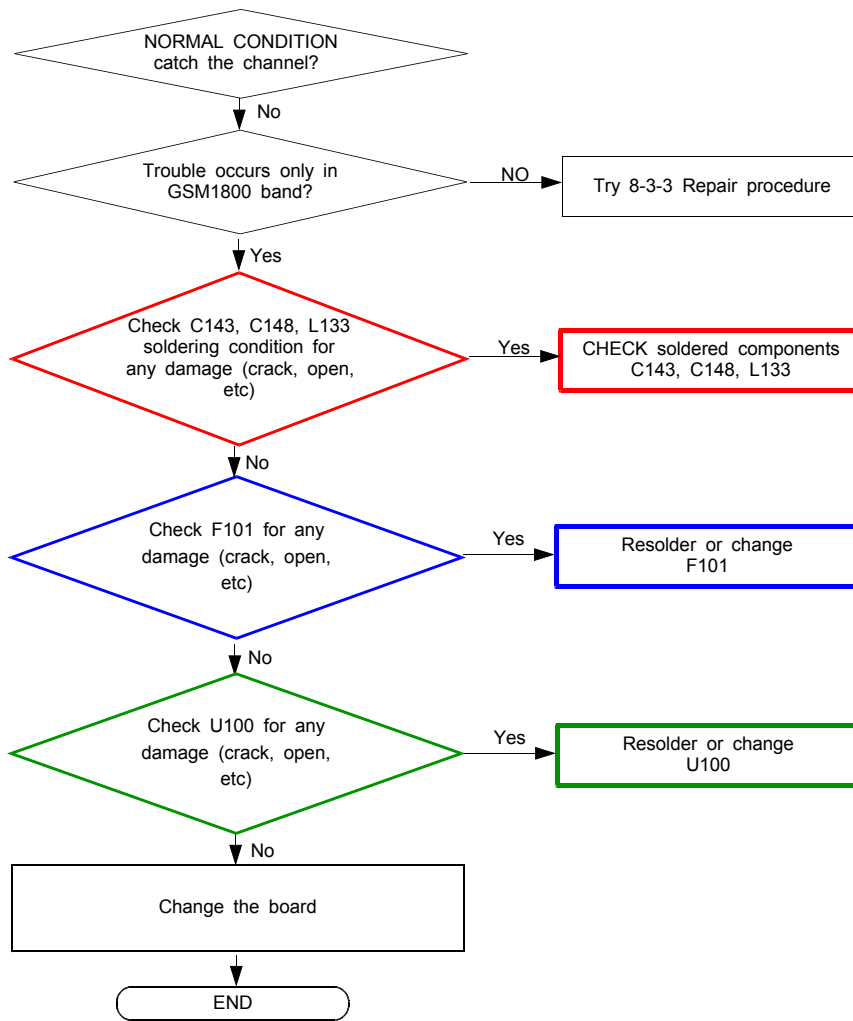 NORMAL CONDITION
catch the channel?
No
Trouble occurs only in
GSM1800 band?
NO
Try 8-3-3 Repair procedure
Yes
Check C143, C148, L133
soldering condition for
any damage (crack, open,
etc)
Yes
CHECK soldered components
C143, C148, L133
No
Check F101 for any
damage (crack, open,
etc)
Yes
Resolder or change
F101
No
Check U100 for any
damage (crack, open,
etc)
Yes
Resolder or change
U100
No
Change the board
END